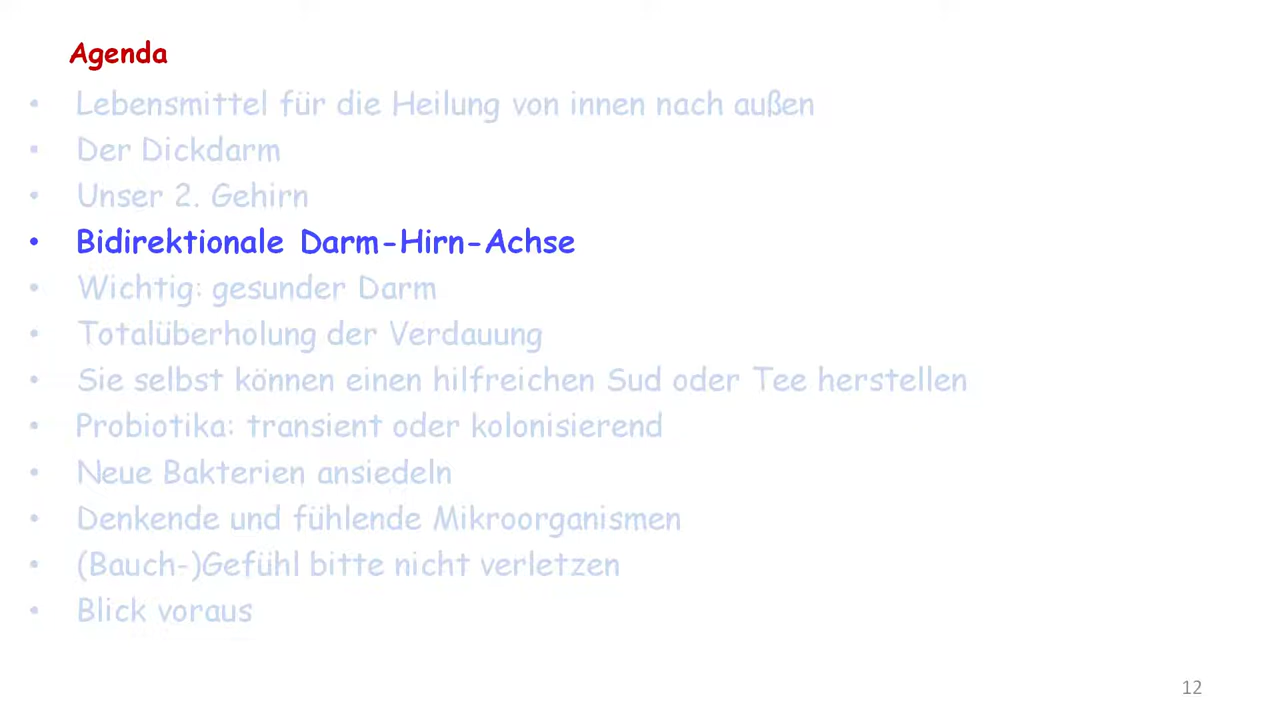 Agenda
• Lebensmittel für die Heilung von innen nach außen
• Der Dickdarm
• Unser 2. Gehirn
• Bidirektionale Darm-Hirn-Achse
• Wichtig: gesunder Darm
• Totalüberholung der Verdauung
• Sie selbst können einen hilfreichen Sud oder Tee herstellen
• Probiotika: transient oder kolonisierend
• Neue Bakterien ansiedeln
• Denkende und fühlende Mikroorganismen
• (Bauch-)Gefühl bitte nicht verletzen
• Blick voraus
12